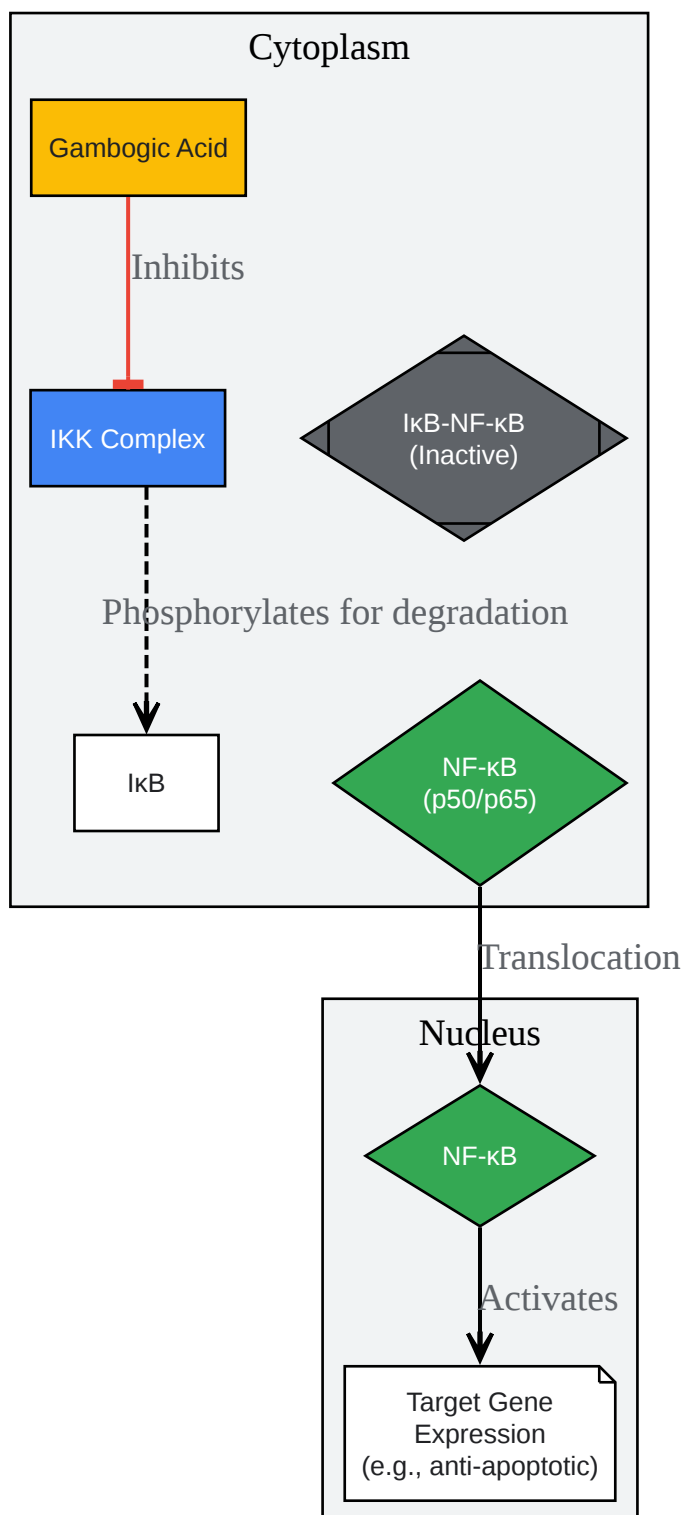 Cytoplasm
Gambogic Acid
Inhibits
IKK Complex
IκB-NF-κB
(Inactive)
Phosphorylates for degradation
IκB
NF-κB
(p50/p65)
Translocation
Nucleus
NF-κB
Activates
Target Gene
Expression
(e.g., anti-apoptotic)